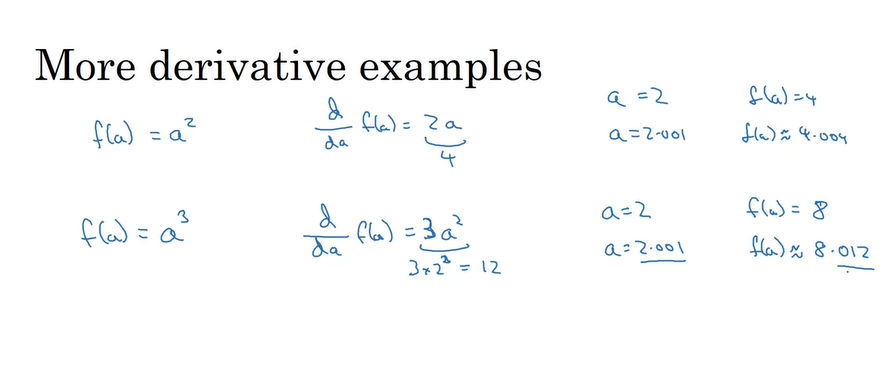 More derivative examples
f(a) = a² d/da f(a) = 2a a = 2 f(a) = 4
4 a = 2.001 f(a) ≈ 4.004
f(a) = a³ d/da f(a) = 3a² a = 2 f(a) = 8
3×2² = 12 a = 2.001 f(a) ≈ 8.012